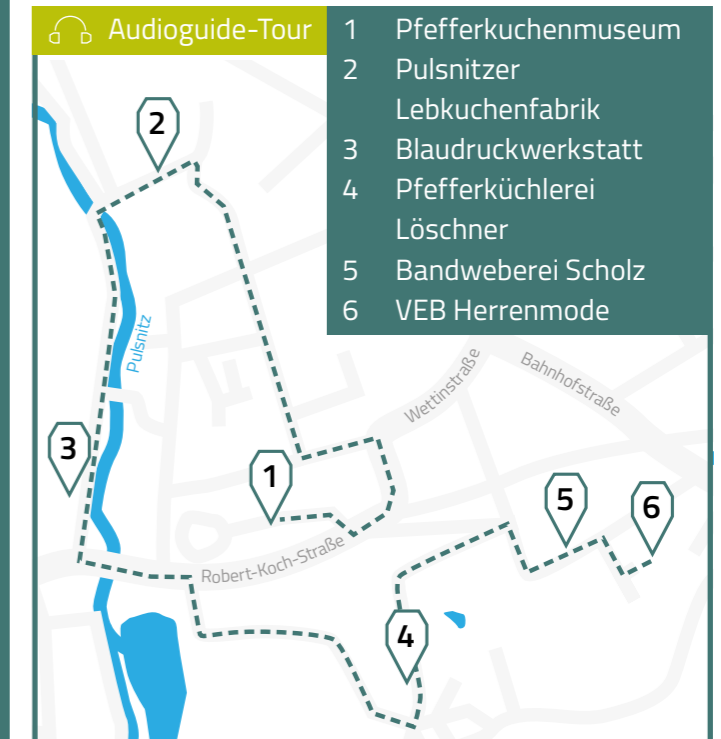 Audioguide-Tour
1 Pfefferkuchenmuseum
2 Pulsnitzer
Lebkuchenfabrik
3 Blaudruckwerkstatt
4 Pfefferküchlerei
Löschner
5 Bandweberei Scholz
6 VEB Herrenmode
2
Pulsnitz
Wettinstraße
Bahnhofstraße
3
1
5
6
Robert-Koch-Straße
4